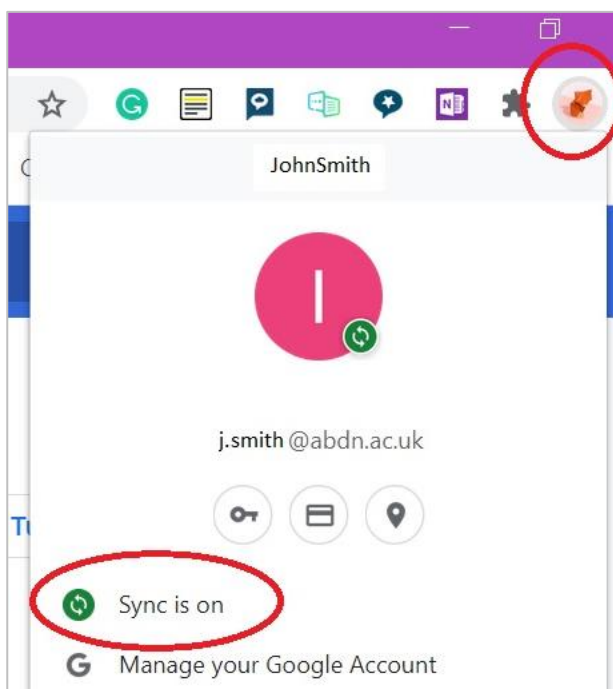 JohnSmith
I
j.smith @abdn.ac.uk
Sync is on
G Manage your Google Account